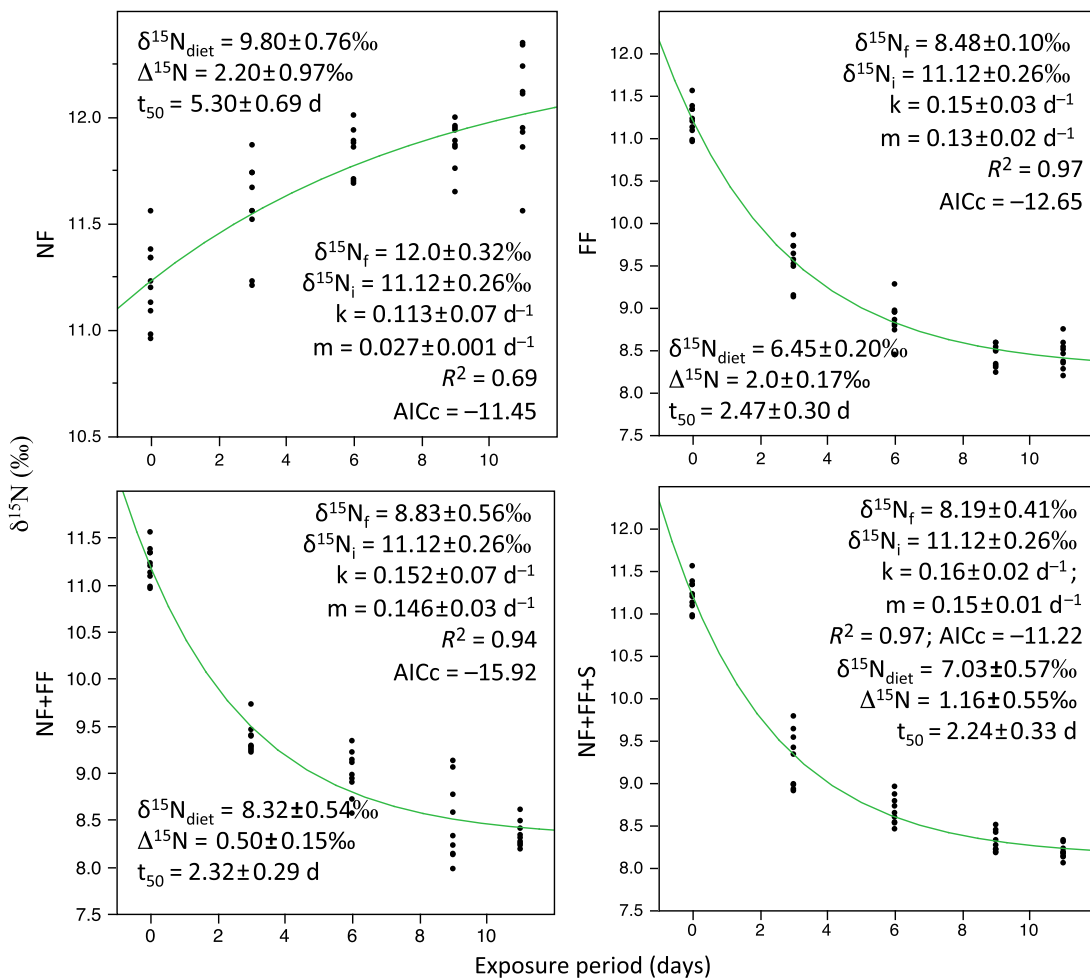 δ¹⁵N (‰)
NF
12.0
11.5
11.0
10.5
δ¹⁵N_diet = 9.80±0.76‰
Δ¹⁵N = 2.20±0.97‰
t₅₀ = 5.30±0.69 d
δ¹⁵N_f = 12.0±0.32‰
δ¹⁵N_i = 11.12±0.26‰
k = 0.113±0.07 d⁻¹
m = 0.027±0.001 d⁻¹
R² = 0.69
AICc = –11.45
0 2 4 6 8 10
FF
12.0
11.5
11.0
10.5
10.0
9.5
9.0
8.5
8.0
7.5
δ¹⁵N_f = 8.48±0.10‰
δ¹⁵N_i = 11.12±0.26‰
k = 0.15±0.03 d⁻¹
m = 0.13±0.02 d⁻¹
R² = 0.97
AICc = –12.65
δ¹⁵N_diet = 6.45±0.20‰
Δ¹⁵N = 2.0±0.17‰
t₅₀ = 2.47±0.30 d
0 2 4 6 8 10
NF+FF
11.5
11.0
10.5
10.0
9.5
9.0
8.5
8.0
7.5
δ¹⁵N_f = 8.83±0.56‰
δ¹⁵N_i = 11.12±0.26‰
k = 0.152±0.07 d⁻¹
m = 0.146±0.03 d⁻¹
R² = 0.94
AICc = –15.92
δ¹⁵N_diet = 8.32±0.54‰
Δ¹⁵N = 0.50±0.15‰
t₅₀ = 2.32±0.29 d
0 2 4 6 8 10
NF+FF+S
12.0
11.5
11.0
10.5
10.0
9.5
9.0
8.5
8.0
7.5
δ¹⁵N_f = 8.19±0.41‰
δ¹⁵N_i = 11.12±0.26‰
k = 0.16±0.02 d⁻¹;
m = 0.15±0.01 d⁻¹
R² = 0.97; AICc = –11.22
δ¹⁵N_diet = 7.03±0.57‰
Δ¹⁵N = 1.16±0.55‰
t₅₀ = 2.24±0.33 d
0 2 4 6 8 10
Exposure period (days)